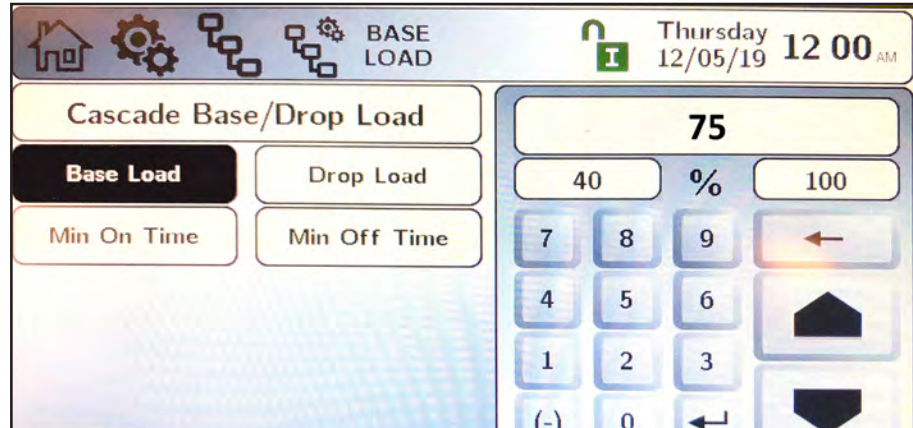 BASE
LOAD
Thursday
12/05/19
12 00 AM
Cascade Base/Drop Load
Base Load
Drop Load
Min On Time
Min Off Time
75
40 % 100
7 8 9
4 5 6
1 2 3
(-) 0